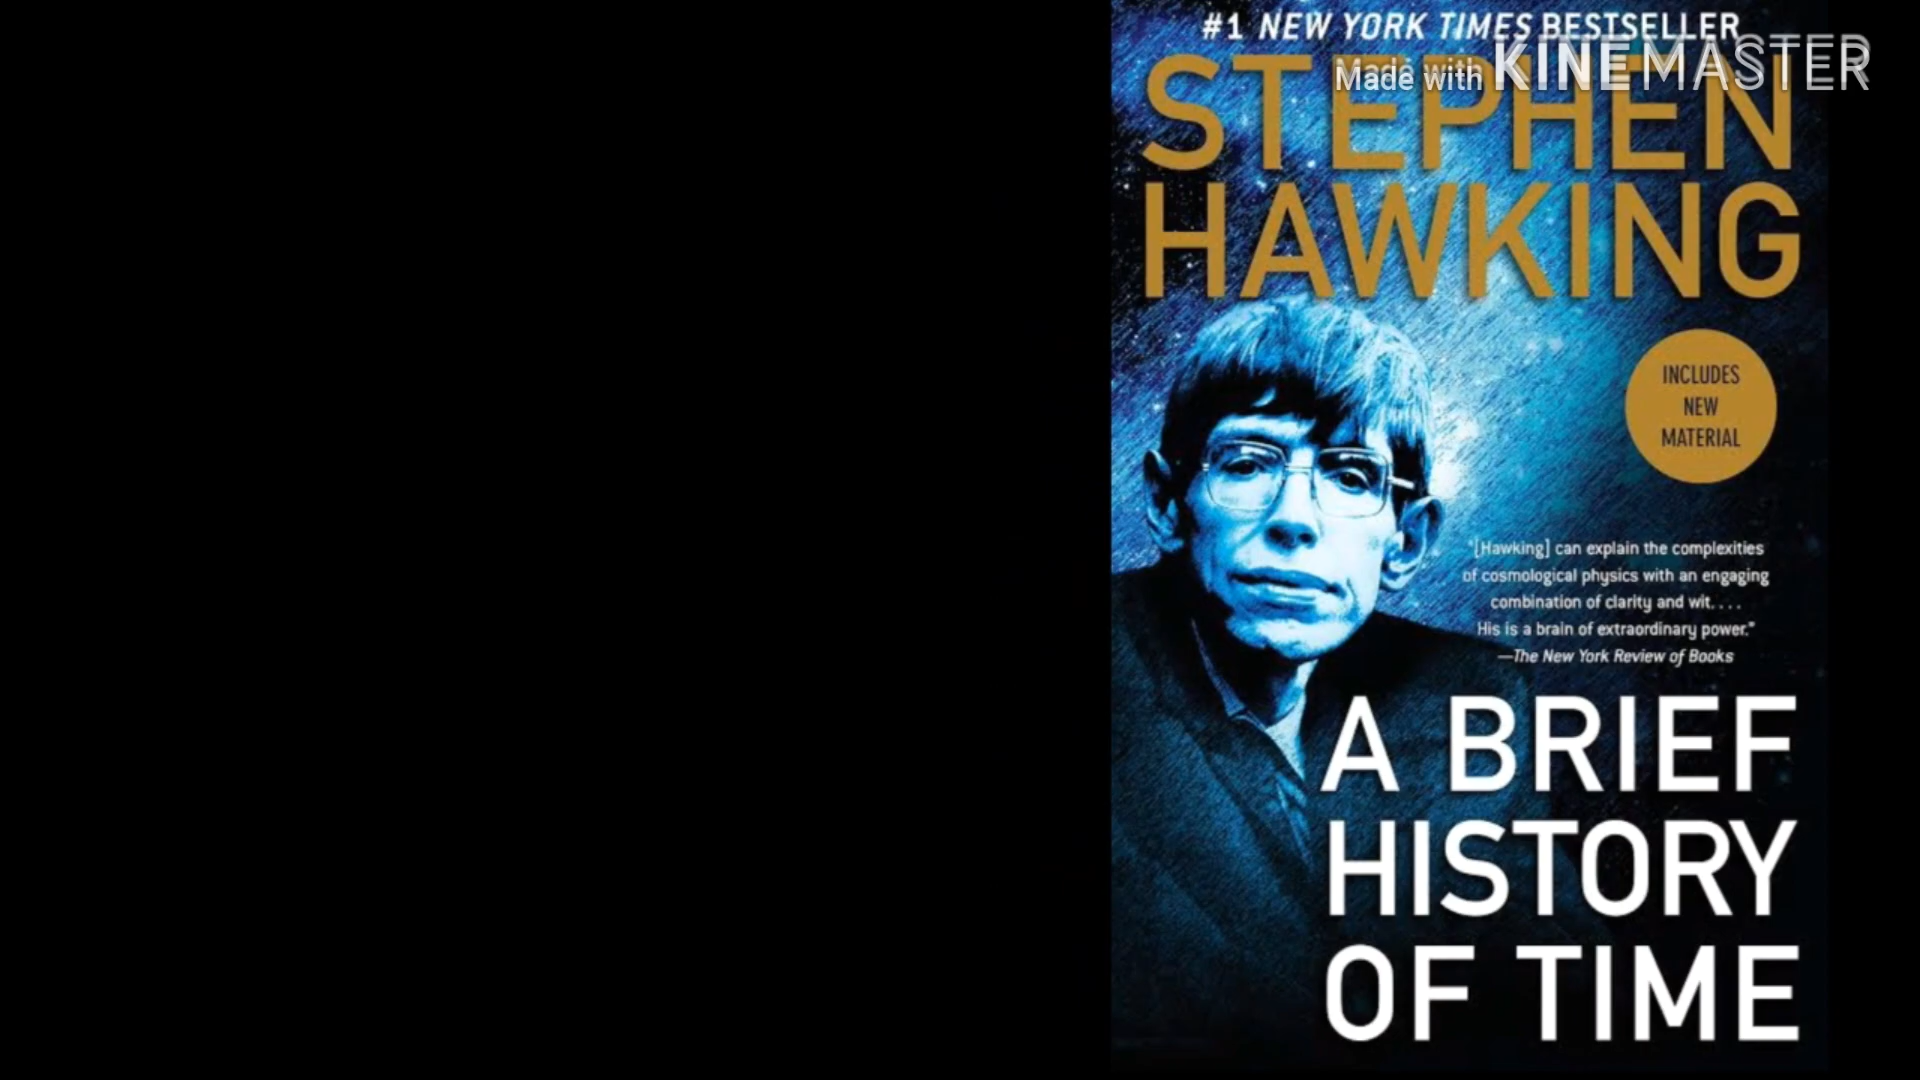 #1 NEW YORK TIMES BESTSELLER
Made with KINEMASTER
STEPHEN
HAWKING
INCLUDES
NEW
MATERIAL
"[Hawking] can explain the complexities
of cosmological physics with an engaging
combination of clarity and wit. . . .
His is a brain of extraordinary power."
—The New York Review of Books
A BRIEF
HISTORY
OF TIME